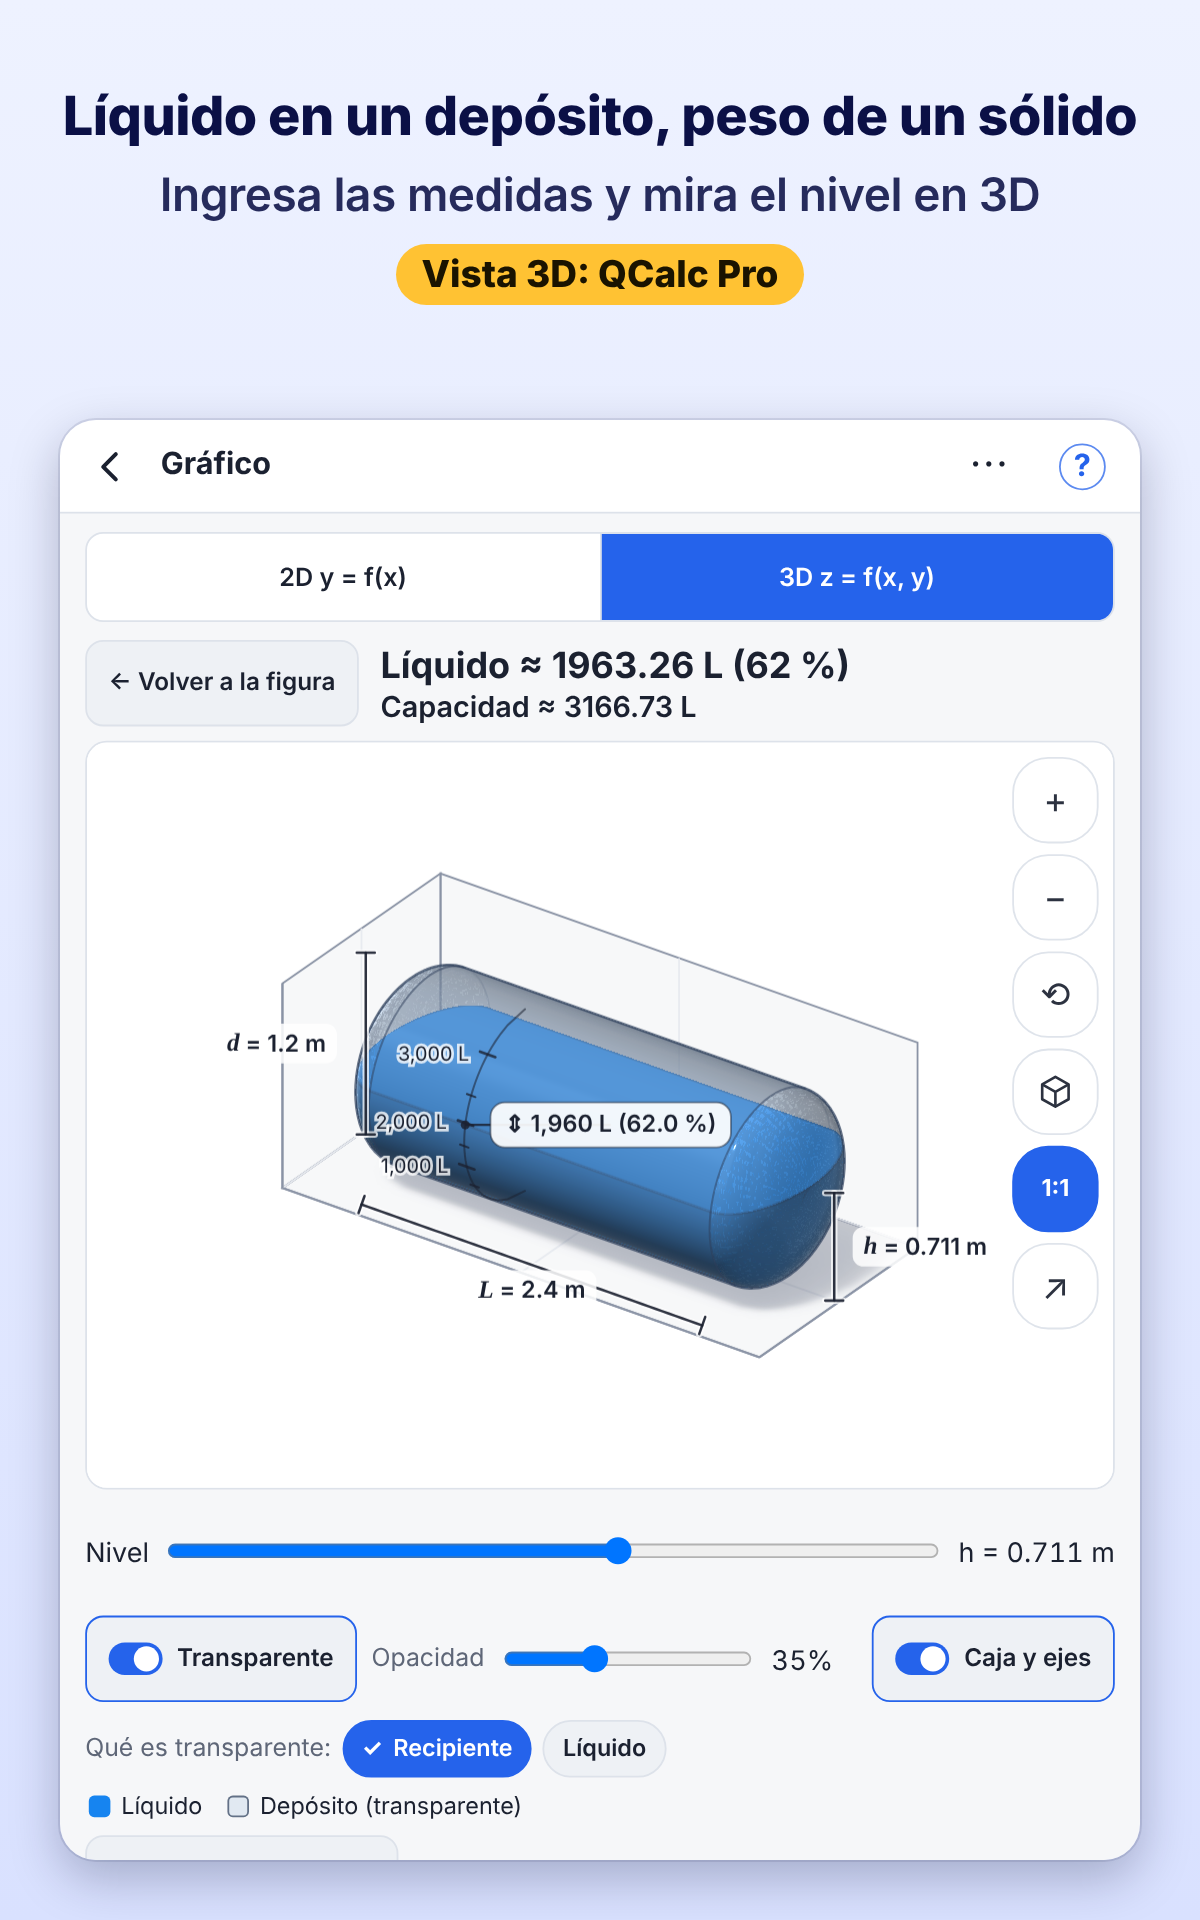 Líquido en un depósito, peso de un sólido
Ingresa las medidas y mira el nivel en 3D
Vista 3D: QCalc Pro
Gráfico
?
2D y = f(x)
3D z = f(x, y)
← Volver a la figura
Líquido ≈ 1963.26 L (62 %)
Capacidad ≈ 3166.73 L
+
−
d = 1.2 m
3,000 L
2,000 L
⇕ 1,960 L (62.0 %)
1,000 L
1:1
h = 0.711 m
L = 2.4 m
Nivel
h = 0.711 m
Transparente
Opacidad
35%
Caja y ejes
Qué es transparente:
✓ Recipiente
Líquido
Líquido
Depósito (transparente)